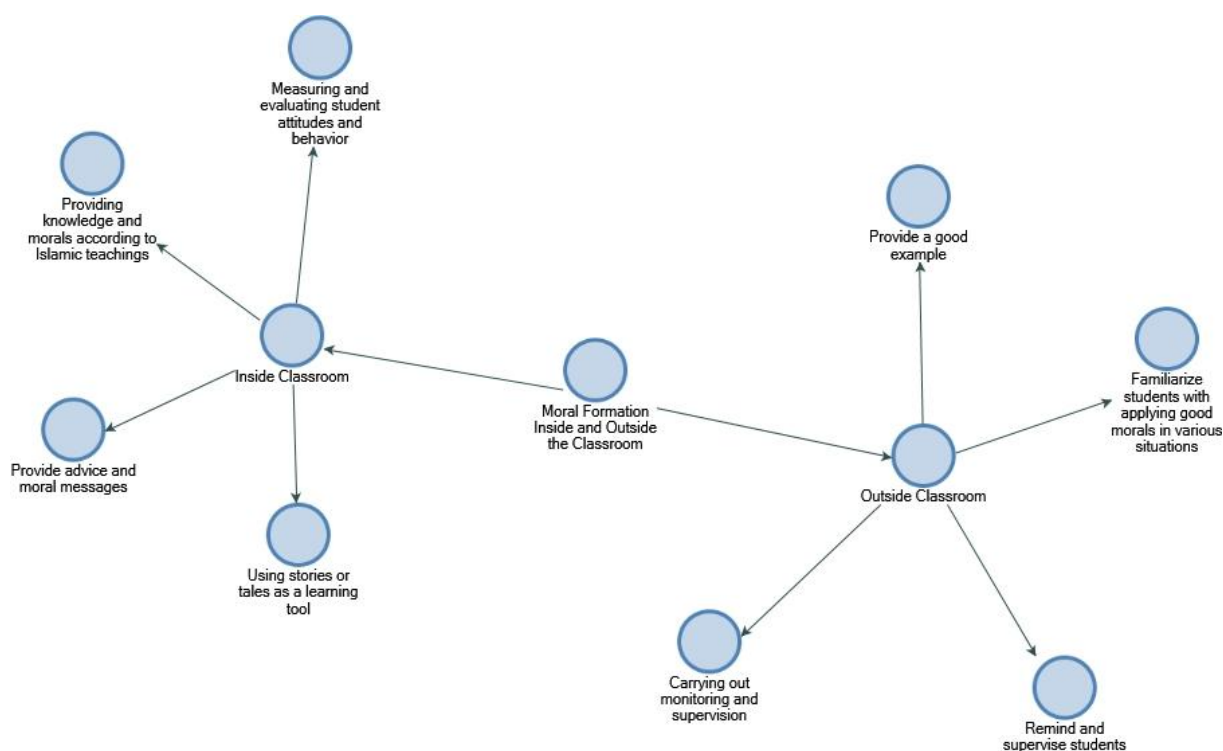 Measuring and
evaluating student
attitudes and
behavior
Providing
knowledge and
morals according to
Islamic teachings
Inside Classroom
Provide advice and
moral messages
Using stories or
tales as a learning
tool
Moral Formation
Inside and Outside
the Classroom
Provide a good
example
Familiarize
students with
applying good
morals in various
situations
Outside Classroom
Carrying out
monitoring and
supervision
Remind and
supervise students